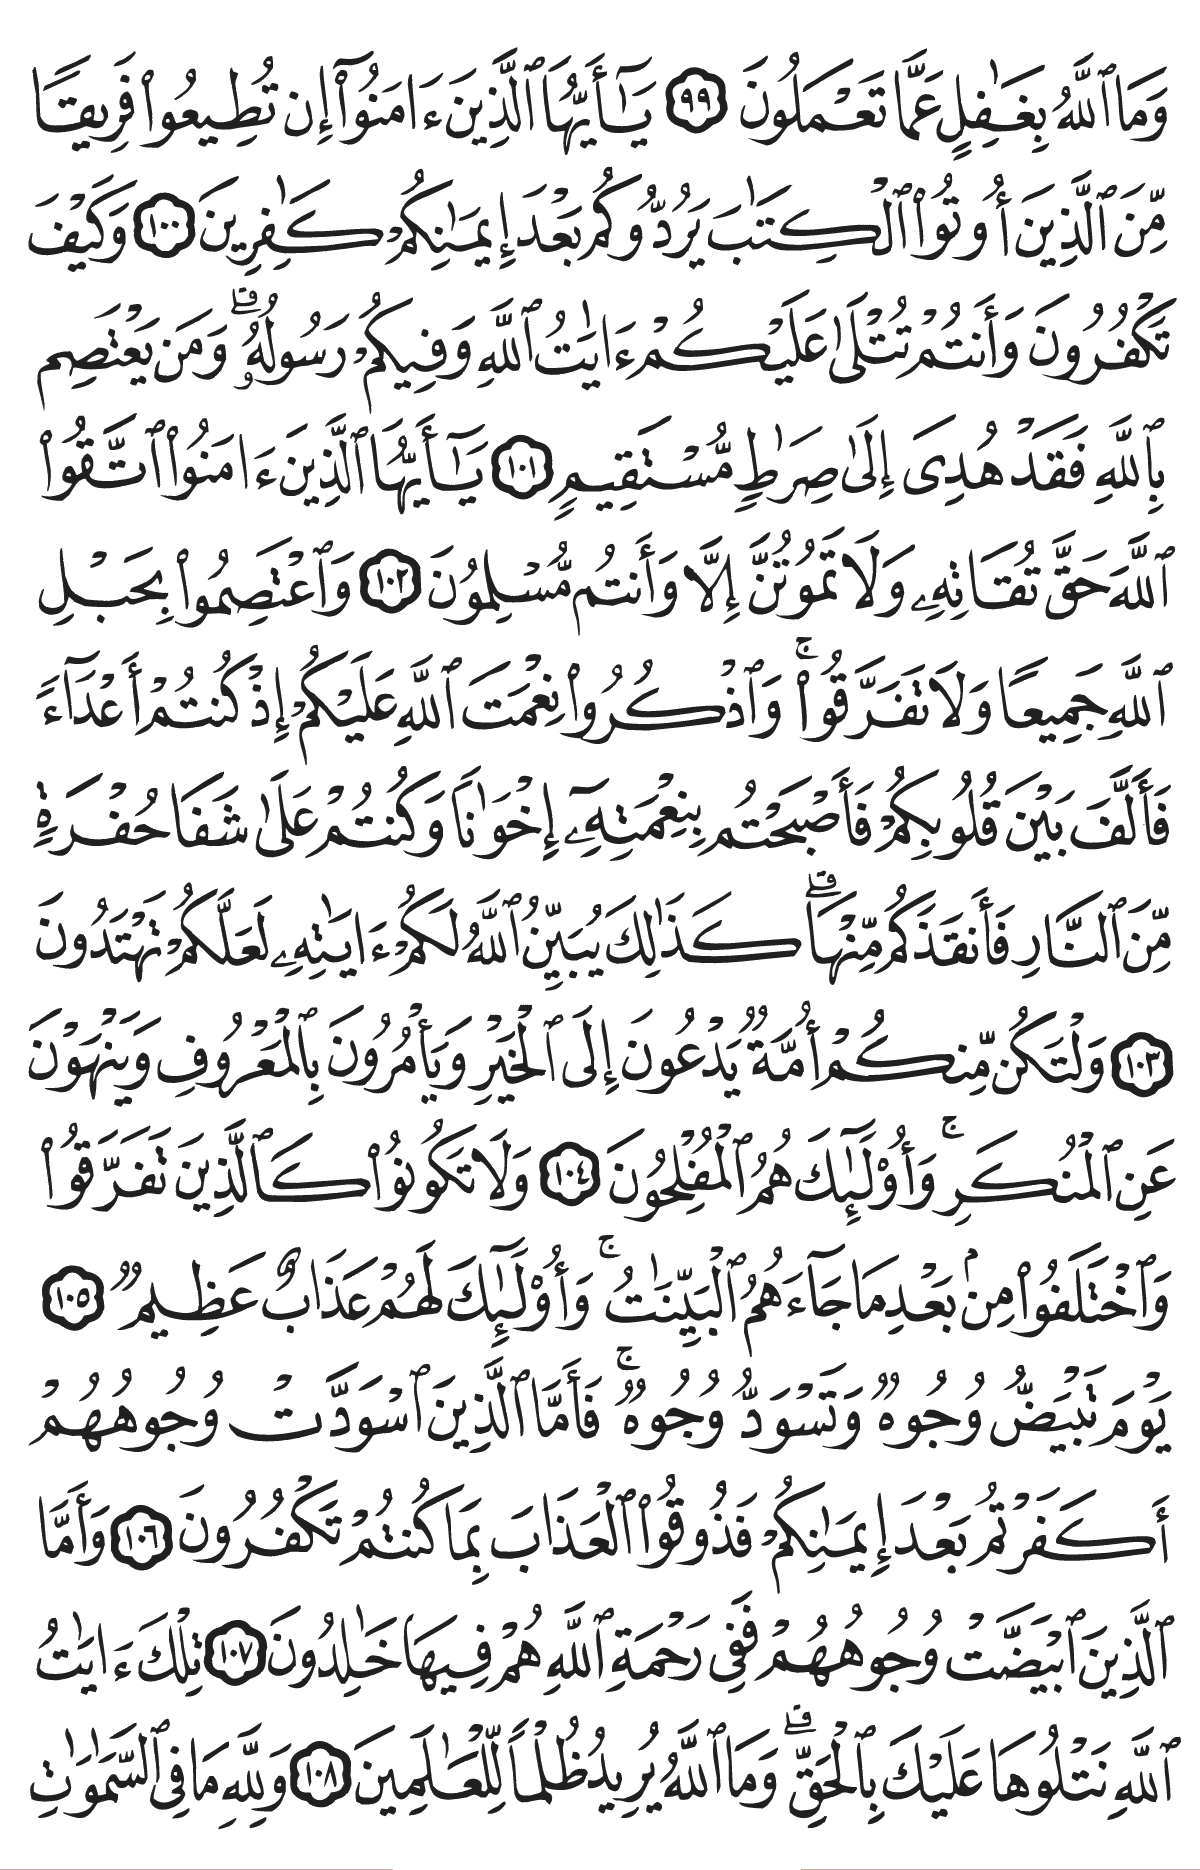 وَمَا ٱللَّهُ بِغَـٰفِلٍ عَمَّا تَعْمَلُونَ ٩٩ يَـٰٓأَيُّهَا ٱلَّذِينَ ءَامَنُوٓا۟ إِن تُطِيعُوا۟ فَرِيقًا
مِّنَ ٱلَّذِينَ أُوتُوا۟ ٱلْكِتَـٰبَ يَرُدُّوكُم بَعْدَ إِيمَـٰنِكُمْ كَـٰفِرِينَ ١٠٠ وَكَيْفَ
تَكْفُرُونَ وَأَنتُمْ تُتْلَىٰ عَلَيْكُمْ ءَايَـٰتُ ٱللَّهِ وَفِيكُمْ رَسُولُهُۥ ۗ وَمَن يَعْتَصِم
بِٱللَّهِ فَقَدْ هُدِىَ إِلَىٰ صِرَٰطٍ مُّسْتَقِيمٍ ١٠١ يَـٰٓأَيُّهَا ٱلَّذِينَ ءَامَنُوا۟ ٱتَّقُوا۟
ٱللَّهَ حَقَّ تُقَاتِهِۦ وَلَا تَمُوتُنَّ إِلَّا وَأَنتُم مُّسْلِمُونَ ١٠٢ وَٱعْتَصِمُوا۟ بِحَبْلِ
ٱللَّهِ جَمِيعًا وَلَا تَفَرَّقُوا۟ ۚ وَٱذْكُرُوا۟ نِعْمَتَ ٱللَّهِ عَلَيْكُمْ إِذْ كُنتُمْ أَعْدَآءً
فَأَلَّفَ بَيْنَ قُلُوبِكُمْ فَأَصْبَحْتُم بِنِعْمَتِهِۦٓ إِخْوَٰنًا وَكُنتُمْ عَلَىٰ شَفَا حُفْرَةٍ
مِّنَ ٱلنَّارِ فَأَنقَذَكُم مِّنْهَا ۗ كَذَٰلِكَ يُبَيِّنُ ٱللَّهُ لَكُمْ ءَايَـٰتِهِۦ لَعَلَّكُمْ تَهْتَدُونَ
١٠٣ وَلْتَكُن مِّنكُمْ أُمَّةٌ يَدْعُونَ إِلَى ٱلْخَيْرِ وَيَأْمُرُونَ بِٱلْمَعْرُوفِ وَيَنْهَوْنَ
عَنِ ٱلْمُنكَرِ ۚ وَأُو۟لَـٰٓئِكَ هُمُ ٱلْمُفْلِحُونَ ١٠٤ وَلَا تَكُونُوا۟ كَٱلَّذِينَ تَفَرَّقُوا۟
وَٱخْتَلَفُوا۟ مِنۢ بَعْدِ مَا جَآءَهُمُ ٱلْبَيِّنَـٰتُ ۚ وَأُو۟لَـٰٓئِكَ لَهُمْ عَذَابٌ عَظِيمٌ ١٠٥
يَوْمَ تَبْيَضُّ وُجُوهٌ وَتَسْوَدُّ وُجُوهٌ ۚ فَأَمَّا ٱلَّذِينَ ٱسْوَدَّتْ وُجُوهُهُمْ
أَكَفَرْتُم بَعْدَ إِيمَـٰنِكُمْ فَذُوقُوا۟ ٱلْعَذَابَ بِمَا كُنتُمْ تَكْفُرُونَ ١٠٦ وَأَمَّا
ٱلَّذِينَ ٱبْيَضَّتْ وُجُوهُهُمْ فَفِى رَحْمَةِ ٱللَّهِ هُمْ فِيهَا خَـٰلِدُونَ ١٠٧ تِلْكَ ءَايَـٰتُ
ٱللَّهِ نَتْلُوهَا عَلَيْكَ بِٱلْحَقِّ ۗ وَمَا ٱللَّهُ يُرِيدُ ظُلْمًا لِّلْعَـٰلَمِينَ ١٠٨ وَلِلَّهِ مَا فِى ٱلسَّمَـٰوَٰتِ